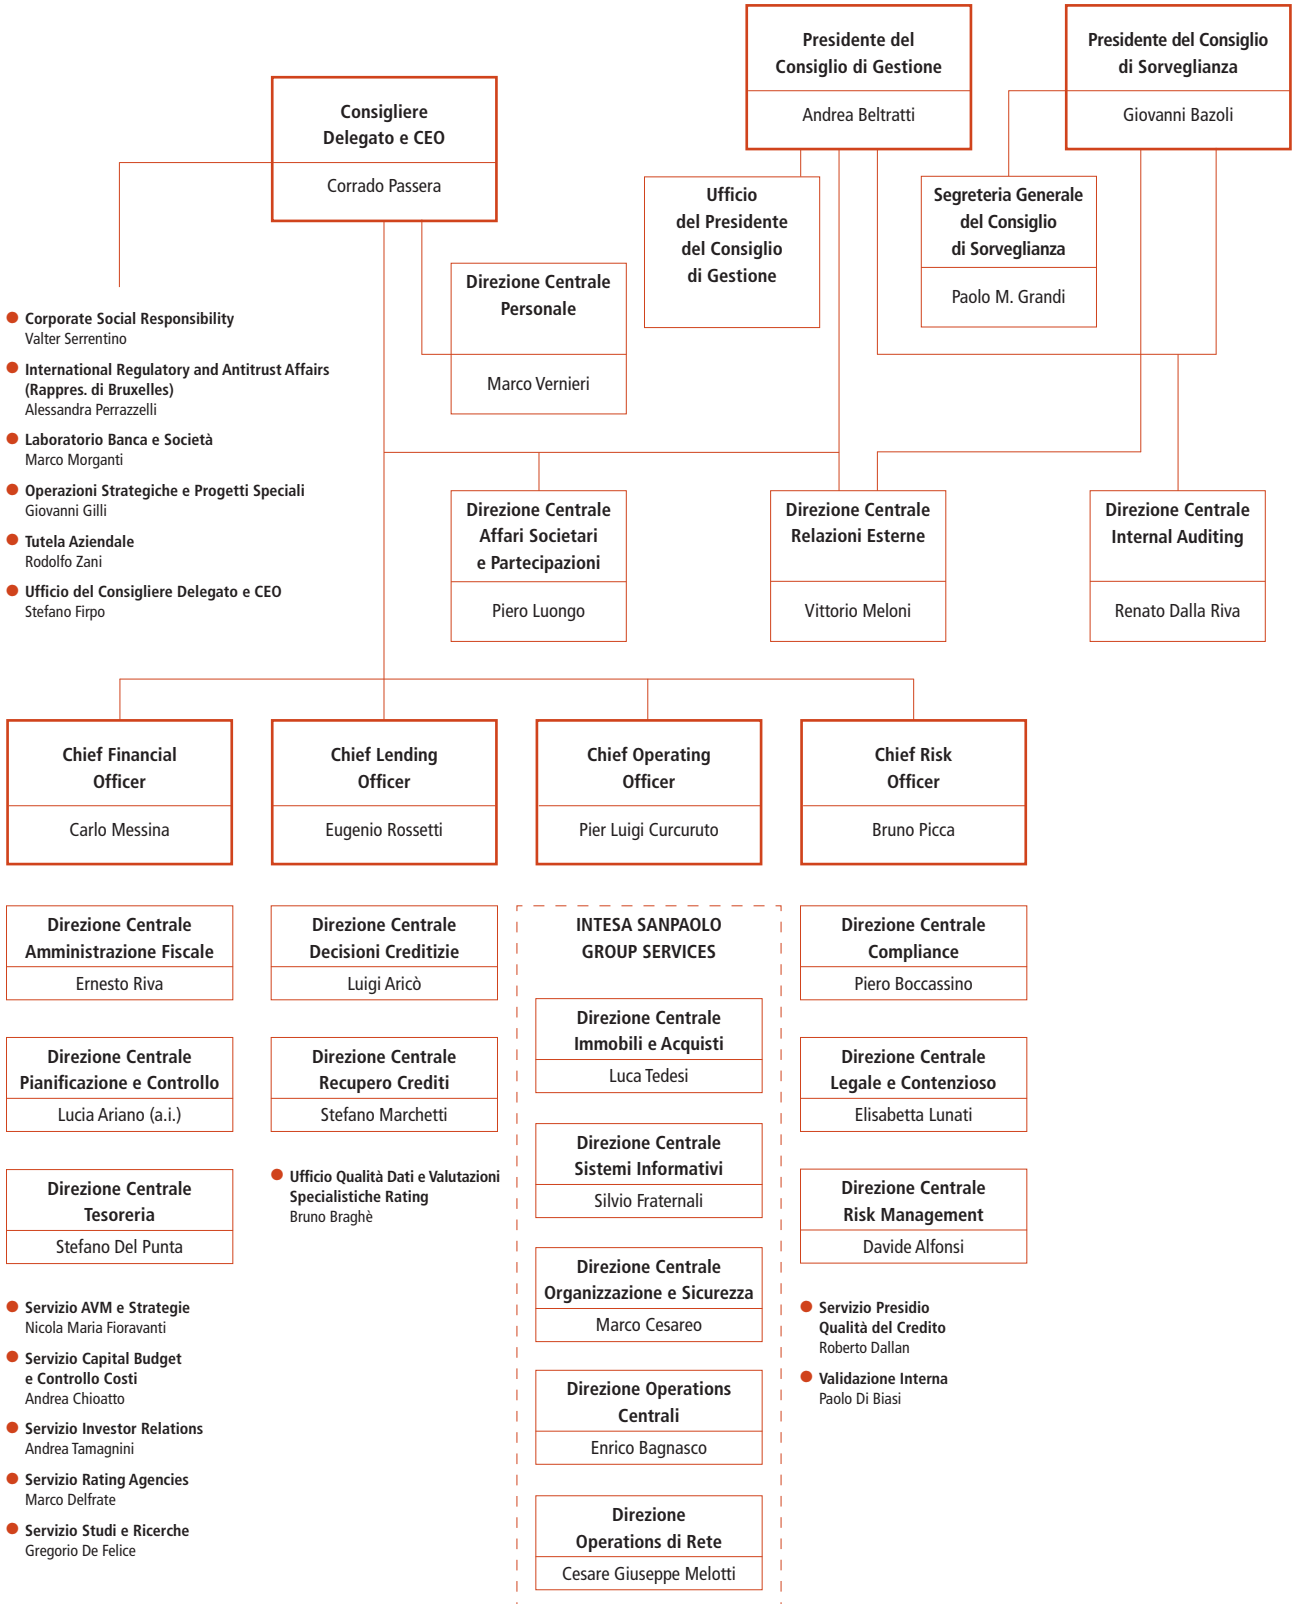 Presidente del
Consiglio di Gestione
Andrea Beltratti
Presidente del Consiglio
di Sorveglianza
Giovanni Bazoli
Consigliere
Delegato e CEO
Corrado Passera
Ufficio
del Presidente
del Consiglio
di Gestione
Segreteria Generale
del Consiglio
di Sorveglianza
Paolo M. Grandi
Direzione Centrale
Personale
Marco Vernieri
Corporate Social Responsibility
Valter Serrentino
International Regulatory and Antitrust Affairs
(Rappres. di Bruxelles)
Alessandra Perrazzelli
Laboratorio Banca e Società
Marco Morganti
Operazioni Strategiche e Progetti Speciali
Giovanni Gilli
Tutela Aziendale
Rodolfo Zani
Ufficio del Consigliere Delegato e CEO
Stefano Firpo
Direzione Centrale
Affari Societari
e Partecipazioni
Piero Luongo
Direzione Centrale
Relazioni Esterne
Vittorio Meloni
Direzione Centrale
Internal Auditing
Renato Dalla Riva
Chief Financial
Officer
Carlo Messina
Chief Lending
Officer
Eugenio Rossetti
Chief Operating
Officer
Pier Luigi Curcuruto
Chief Risk
Officer
Bruno Picca
Direzione Centrale
Amministrazione Fiscale
Ernesto Riva
Direzione Centrale
Pianificazione e Controllo
Lucia Ariano (a.i.)
Direzione Centrale
Tesoreria
Stefano Del Punta
Servizio AVM e Strategie
Nicola Maria Fioravanti
Servizio Capital Budget
e Controllo Costi
Andrea Chioatto
Servizio Investor Relations
Andrea Tamagnini
Servizio Rating Agencies
Marco Delfrate
Servizio Studi e Ricerche
Gregorio De Felice
Direzione Centrale
Decisioni Creditizie
Luigi Aricò
Direzione Centrale
Recupero Crediti
Stefano Marchetti
Ufficio Qualità Dati e Valutazioni
Specialistiche Rating
Bruno Braghè
INTESA SANPAOLO
GROUP SERVICES
Direzione Centrale
Immobili e Acquisti
Luca Tedesi
Direzione Centrale
Sistemi Informativi
Silvio Fraternali
Direzione Centrale
Organizzazione e Sicurezza
Marco Cesareo
Direzione Operations
Centrali
Enrico Bagnasco
Direzione
Operations di Rete
Cesare Giuseppe Melotti
Direzione Centrale
Compliance
Piero Boccassino
Direzione Centrale
Legale e Contenzioso
Elisabetta Lunati
Direzione Centrale
Risk Management
Davide Alfonsi
Servizio Presidio
Qualità del Credito
Roberto Dallan
Validazione Interna
Paolo Di Biasi